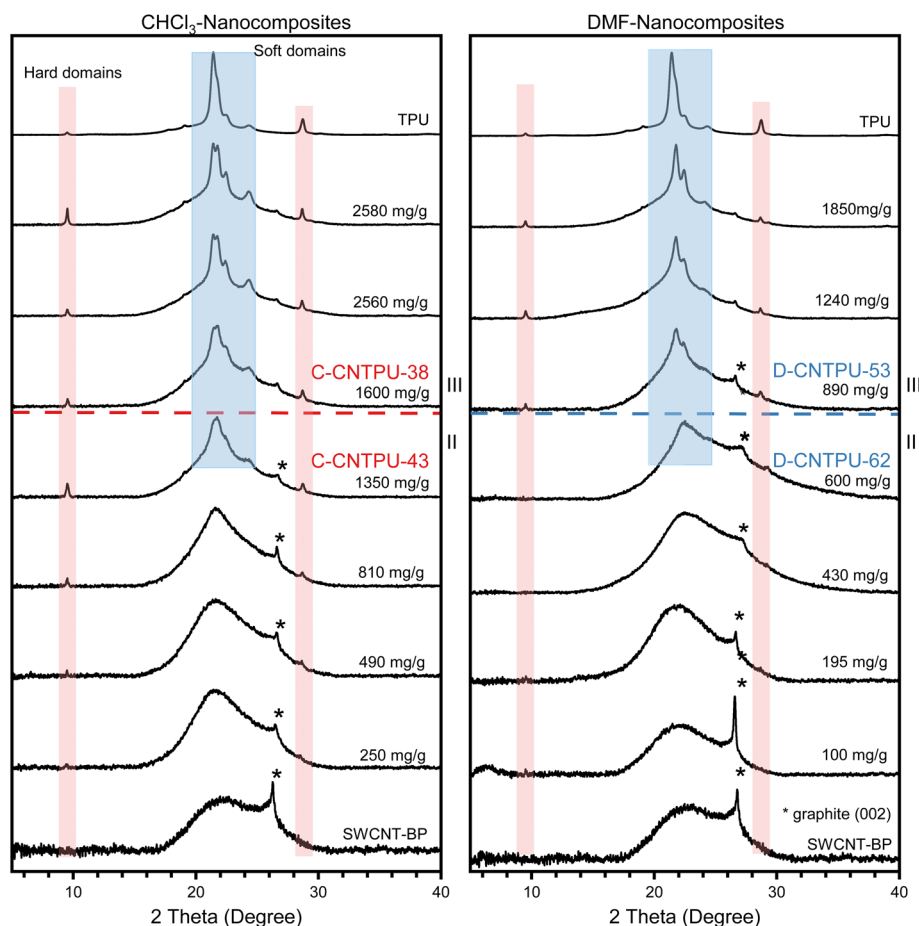 CHCl3-Nanocomposites
Hard domains
Soft domains
TPU
2580 mg/g
2560 mg/g
C-CNTPU-38
1600 mg/g
III
II
C-CNTPU-43
1350 mg/g
*
810 mg/g
*
490 mg/g
*
250 mg/g
*
SWCNT-BP
*
10 20 30 40
2 Theta (Degree)
DMF-Nanocomposites
TPU
1850mg/g
1240 mg/g
D-CNTPU-53
*
890 mg/g
III
II
D-CNTPU-62
*
600 mg/g
*
430 mg/g
*
195 mg/g
*
*
100 mg/g
*
* graphite (002)
SWCNT-BP
10 20 30 40
2 Theta (Degree)